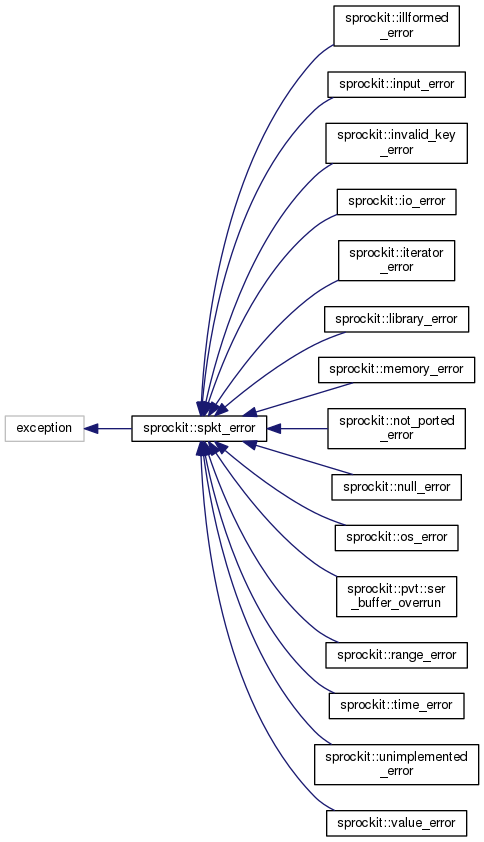 sprockit::illformed
_error
sprockit::input_error
sprockit::invalid_key
_error
sprockit::io_error
sprockit::iterator
_error
sprockit::library_error
sprockit::memory_error
exception
sprockit::spkt_error
sprockit::not_ported
_error
sprockit::null_error
sprockit::os_error
sprockit::pvt::ser
_buffer_overrun
sprockit::range_error
sprockit::time_error
sprockit::unimplemented
_error
sprockit::value_error